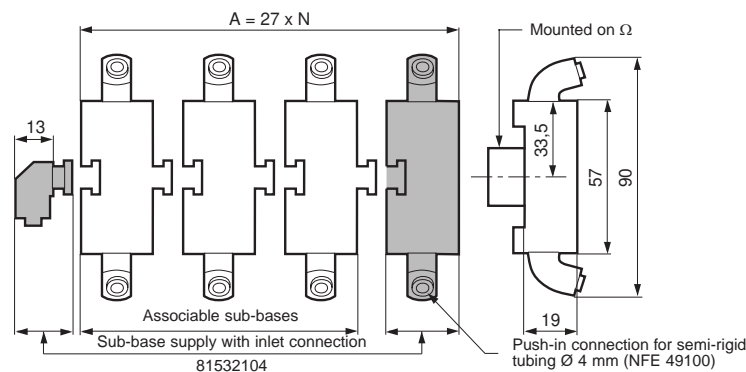 A = 27 x N
Mounted on Ω
13
33,5
57
90
19
Associable sub-bases
Sub-base supply with inlet connection
81532104
Push-in connection for semi-rigid
tubing Ø 4 mm (NFE 49100)